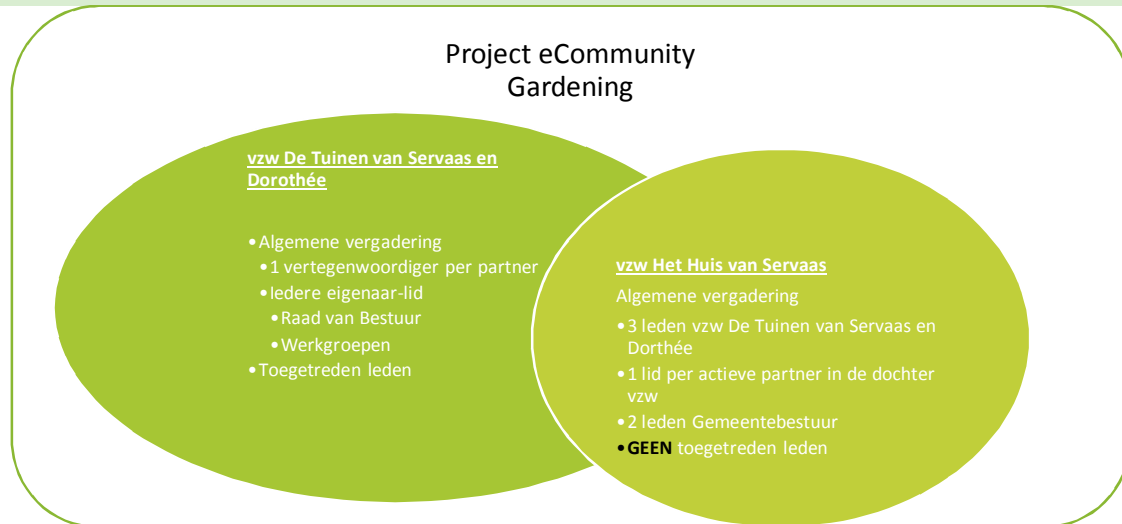 Project eCommunity
Gardening
vzw De Tuinen van Servaas en
Dorothée
•Algemene vergadering
•1 vertegenwoordiger per partner
•Iedere eigenaar-lid
•Raad van Bestuur
•Werkgroepen
•Toegetreden leden
vzw Het Huis van Servaas
Algemene vergadering
•3 leden vzw De Tuinen van Servaas en
Dorthée
•1 lid per actieve partner in de dochter
vzw
•2 leden Gemeentebestuur
•GEEN toegetreden leden